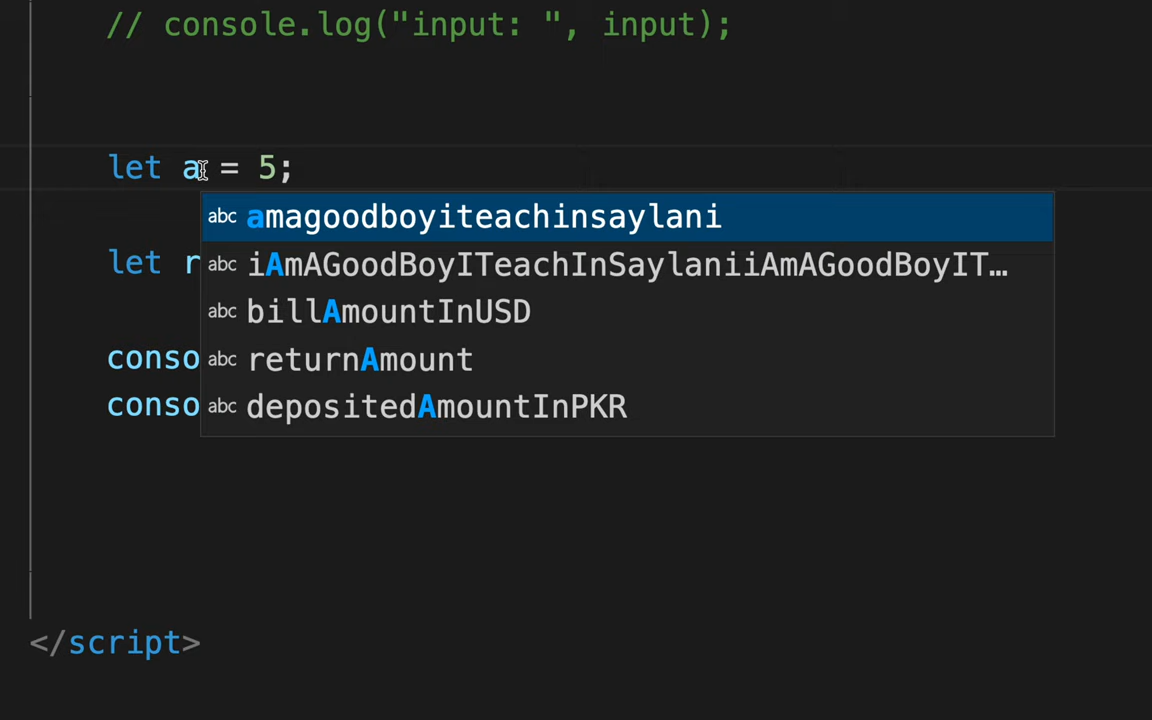 // console.log("input: ", input);
let a = 5;
abc amagoodboyiteachinsaylani
let r abc iAmAGoodBoyITeachInSaylaniiAmAGoodBoyIT…
abc billAmountInUSD
conso abc returnAmount
conso abc depositedAmountInPKR
</script>